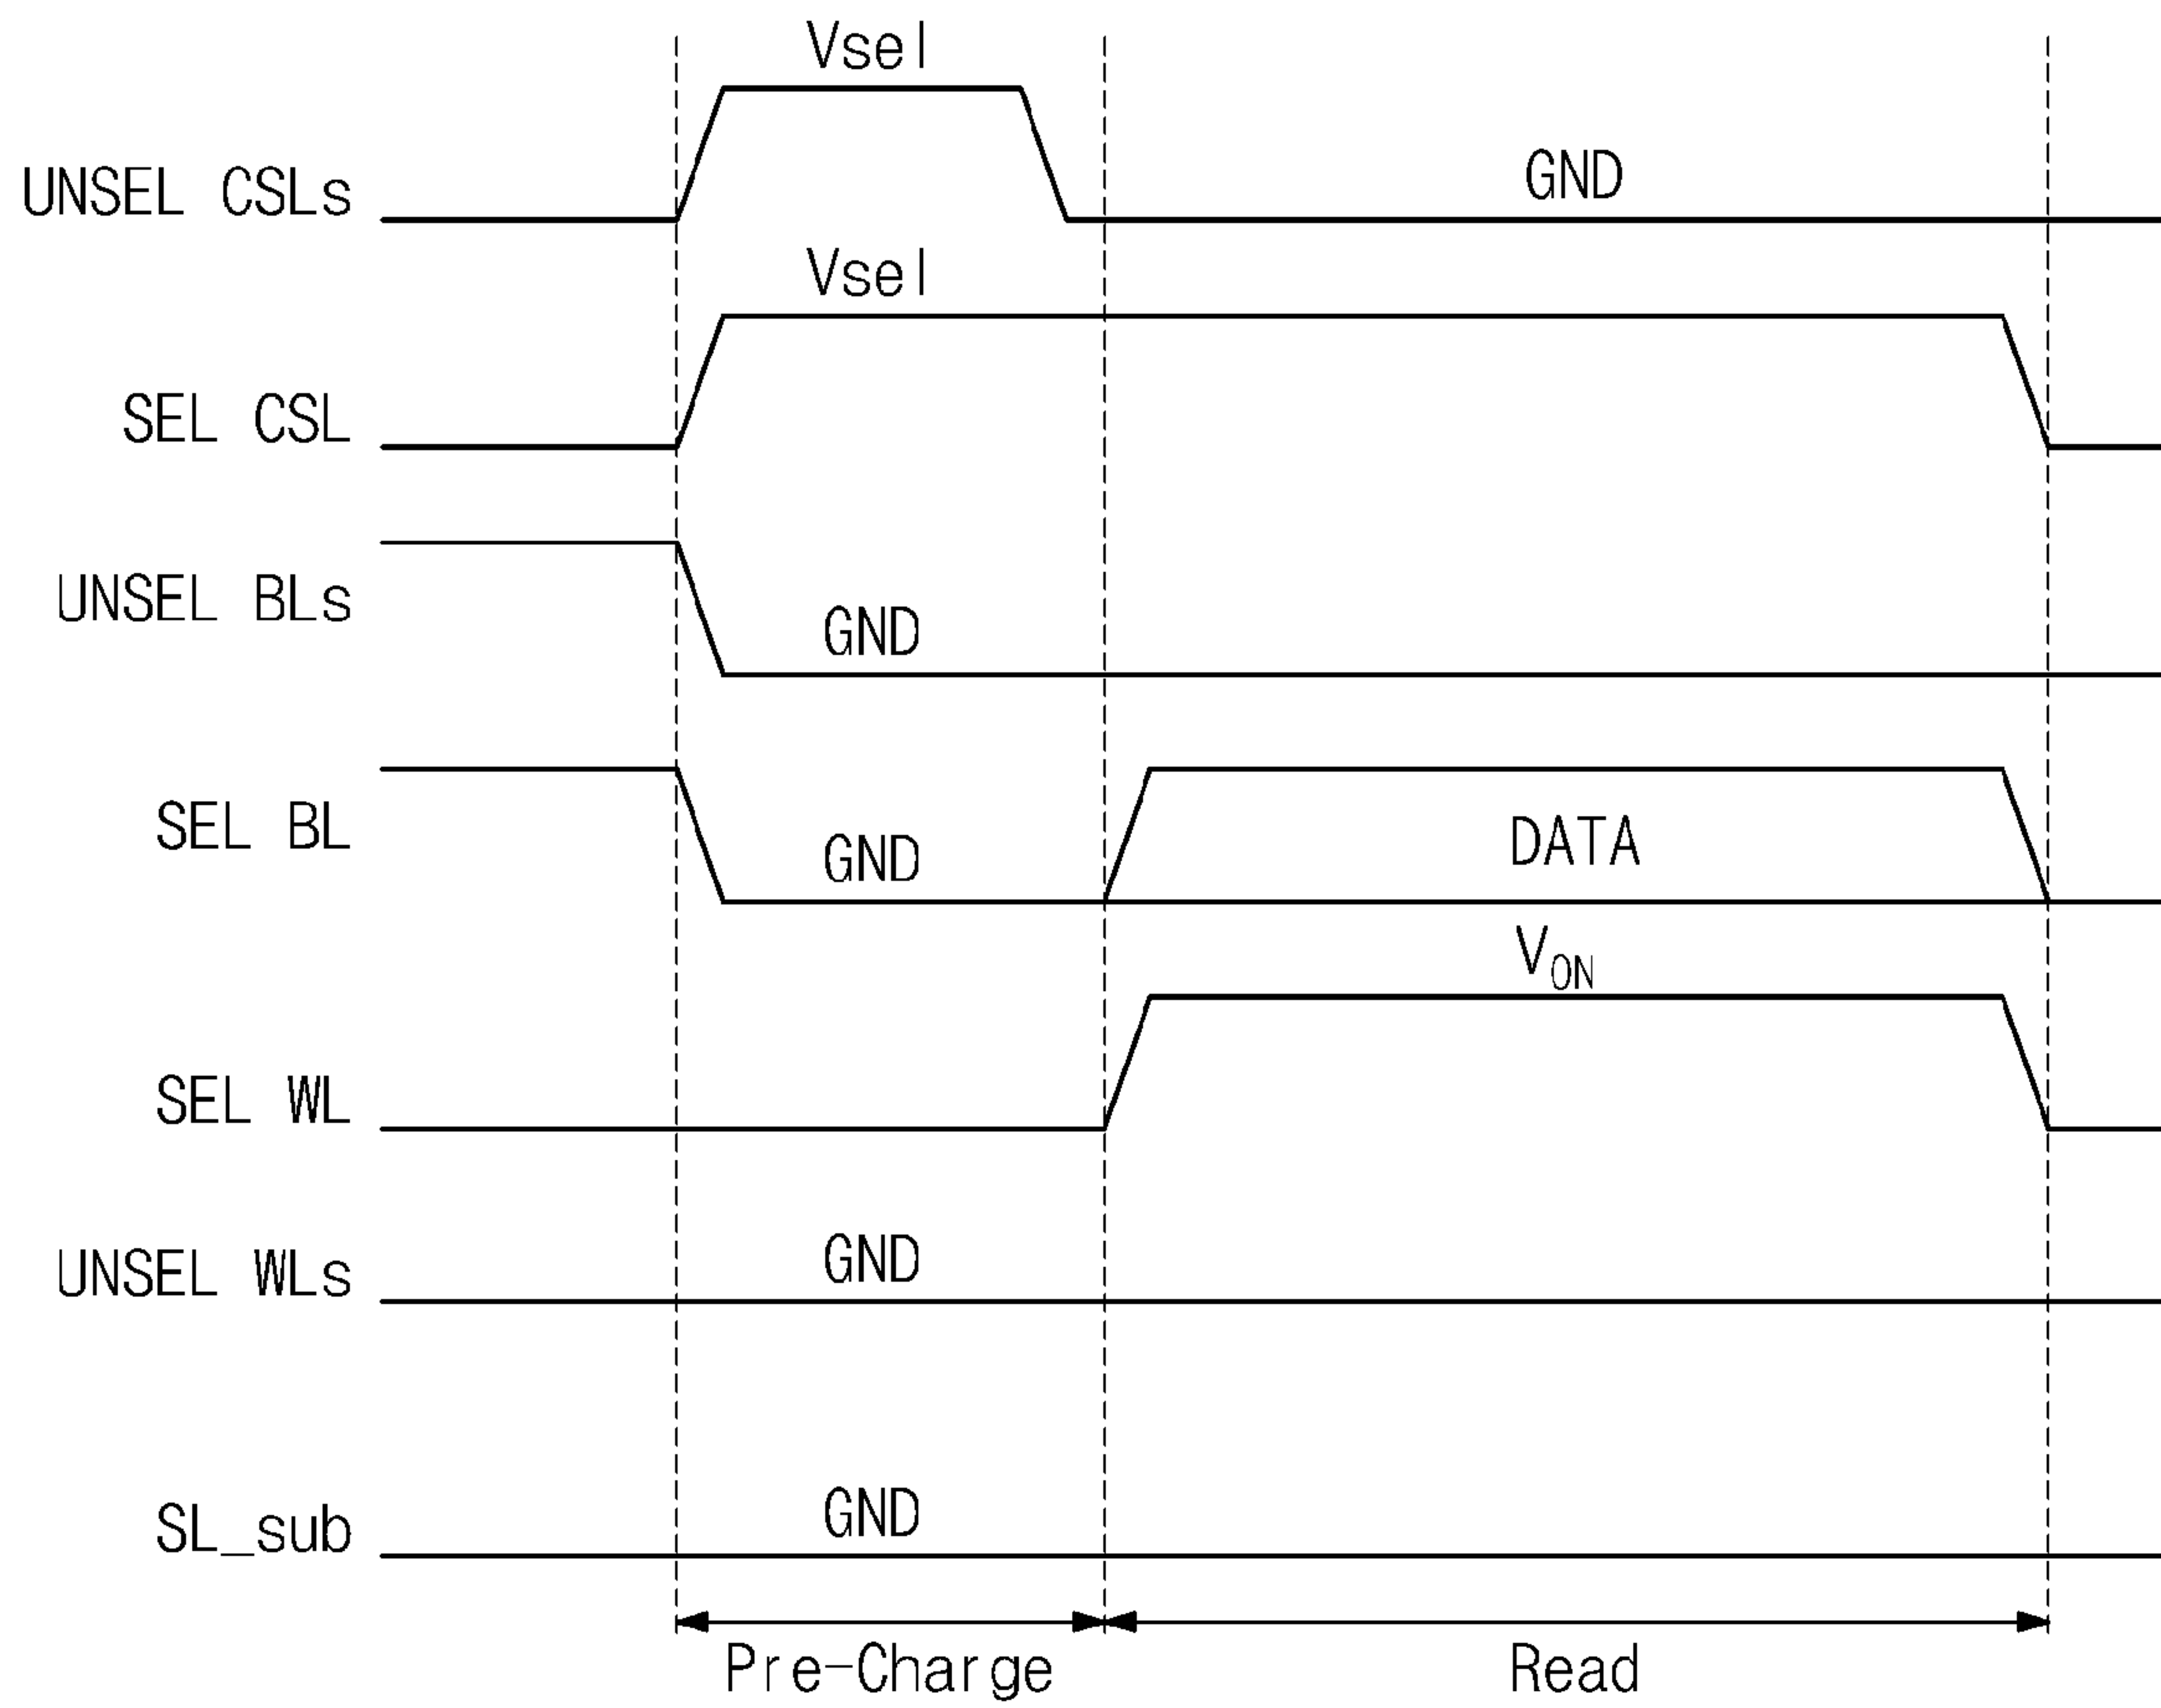 Vsel
UNSEL CSLs
GND
Vsel
SEL CSL
UNSEL BLs
GND
SEL BL
GND
DATA
VON
SEL WL
UNSEL WLs
GND
SL_sub
GND
Pre-Charge
Read